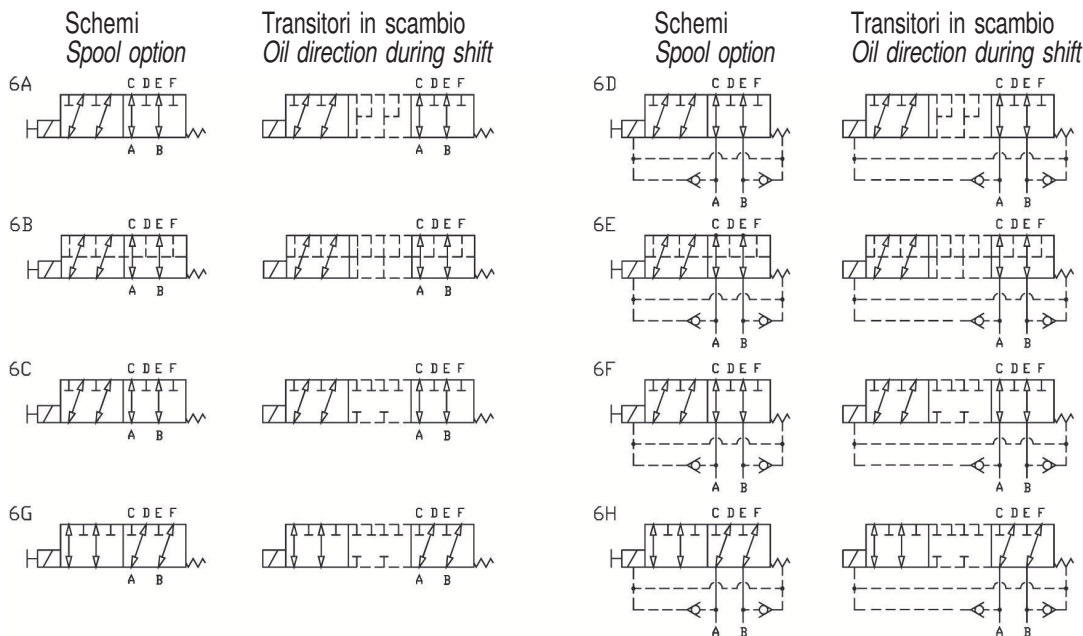 Schemi Transitori in scambio Schemi Transitori in scambio
Spool option Oil direction during shift Spool option Oil direction during shift
6A C D E F C D E F 6D C D E F C D E F
A B A B
A B A B
6B C D E F C D E F 6E C D E F C D E F
A B A B
A B A B
6C C D E F C D E F 6F C D E F C D E F
A B A B
A B A B
6G C D E F C D E F 6H C D E F C D E F
A B A B
A B A B